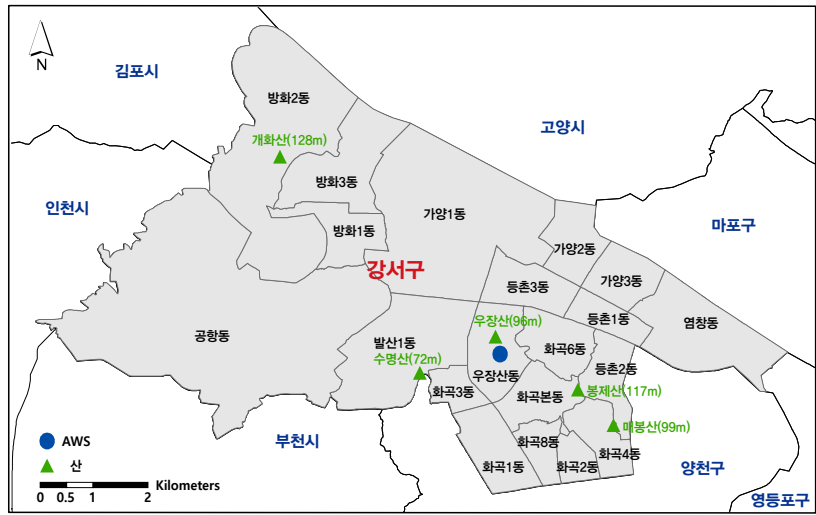 N
김포시
방화2동
개화산(128m)
고양시
인천시
방화3동
가양1동
마포구
방화1동
가양2동
강서구
가양3동
등촌3동
공항동
우장산(96m)
등촌1동
염창동
발산1동
수명산(72m)
화곡6동
우장산동
등촌2동
화곡3동
화곡본동
봉제산(117m)
매봉산(99m)
부천시
화곡8동
화곡4동
화곡1동
화곡2동
양천구
영등포구
AWS
산
0 0.5 1 2 Kilometers